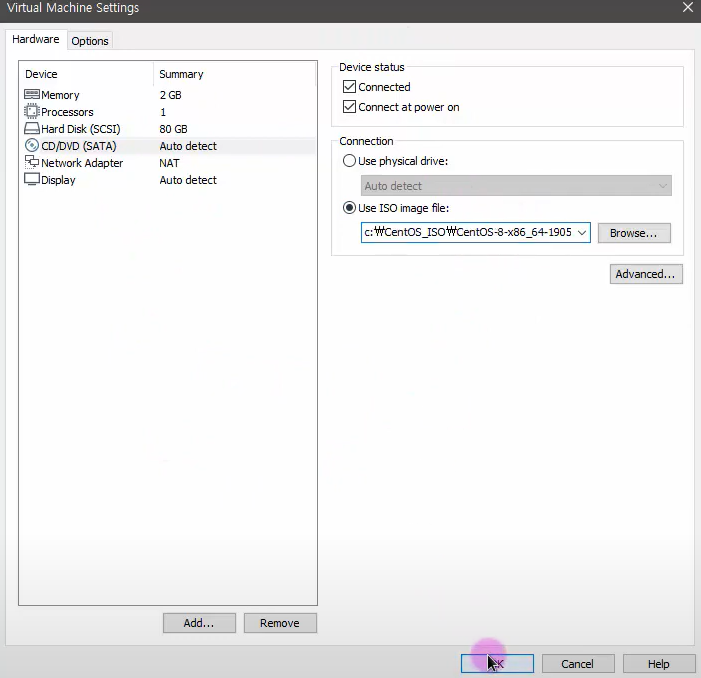 Virtual Machine Settings
Hardware
Options
Device Summary
Memory 2 GB
Processors 1
Hard Disk (SCSI) 80 GB
CD/DVD (SATA) Auto detect
Network Adapter NAT
Display Auto detect
Add...
Remove
Device status
Connected
Connect at power on
Connection
Use physical drive:
Auto detect
Use ISO image file:
c:₩CentOS_ISO₩CentOS-8-x86_64-1905
Browse...
Advanced...
Cancel
Help